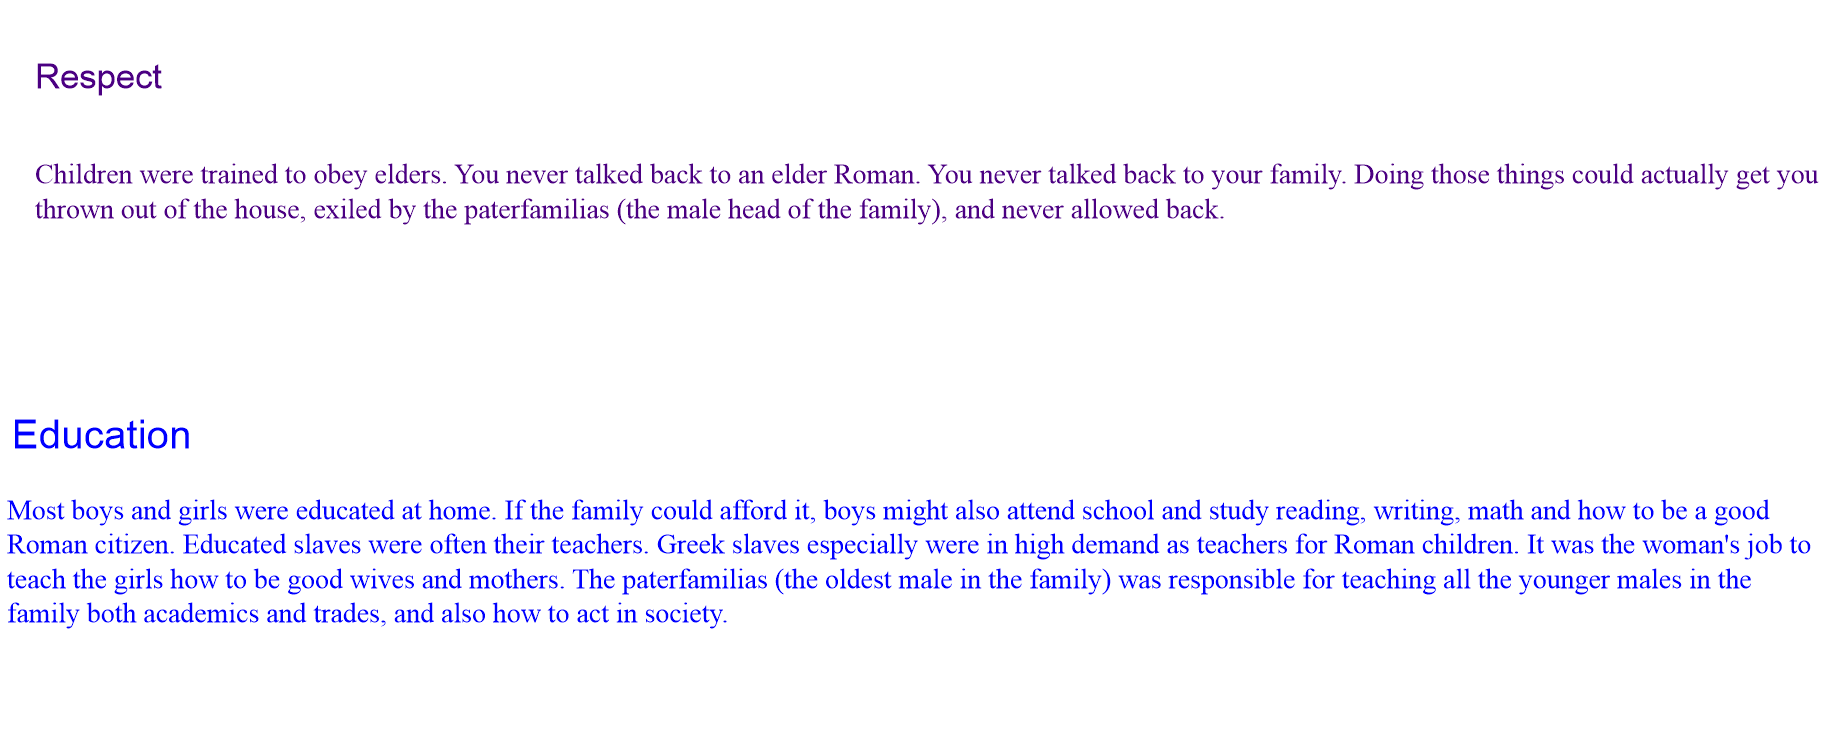 Respect
Children were trained to obey elders. You never talked back to an elder Roman. You never talked back to your family. Doing those things could actually get you
thrown out of the house, exiled by the paterfamilias (the male head of the family), and never allowed back.
Education
Most boys and girls were educated at home. If the family could afford it, boys might also attend school and study reading, writing, math and how to be a good
Roman citizen. Educated slaves were often their teachers. Greek slaves especially were in high demand as teachers for Roman children. It was the woman's job to
teach the girls how to be good wives and mothers. The paterfamilias (the oldest male in the family) was responsible for teaching all the younger males in the
family both academics and trades, and also how to act in society.